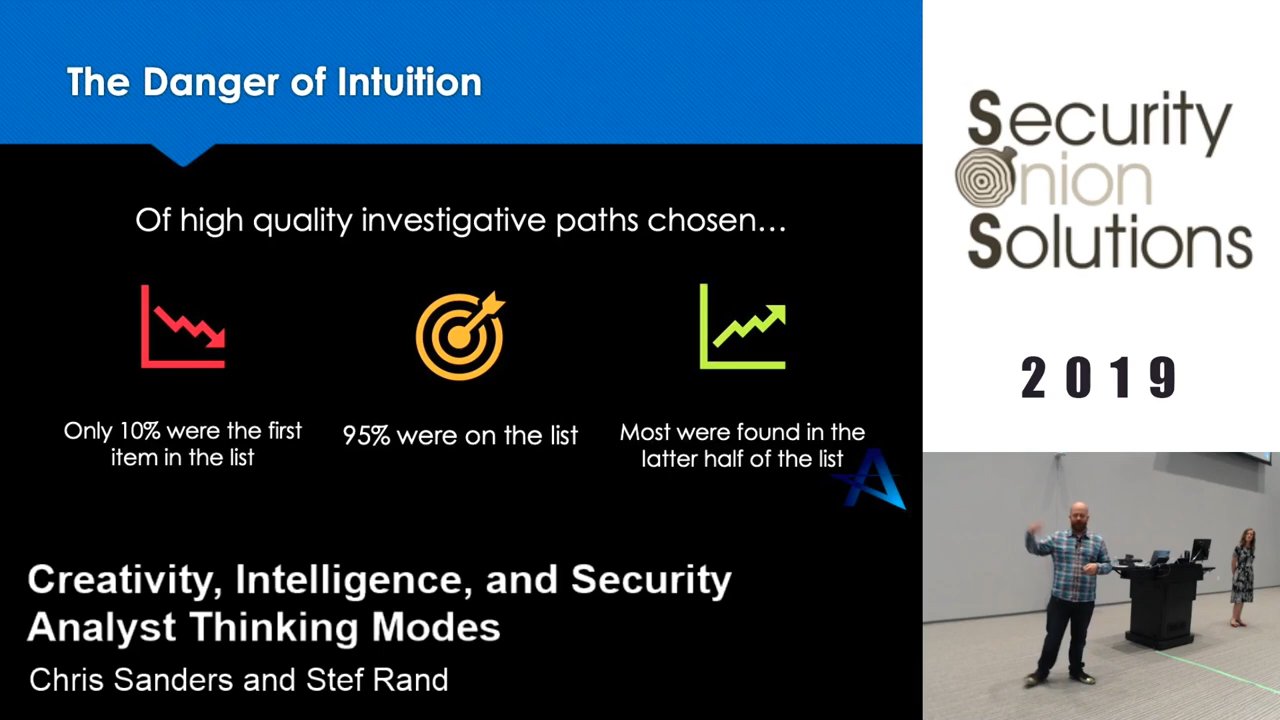 The Danger of Intuition
Of high quality investigative paths chosen...
Only 10% were the first
item in the list
95% were on the list
Most were found in the
latter half of the list
Creativity, Intelligence, and Security
Analyst Thinking Modes
Chris Sanders and Stef Rand
Security
Onion
Solutions
2019